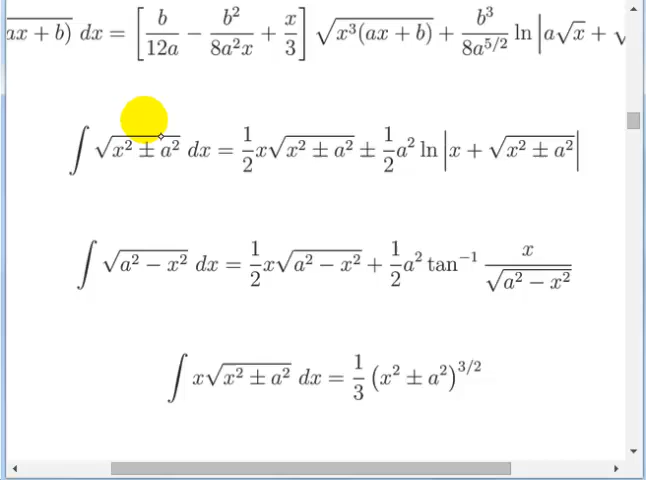 ax + b) dx = [b/12a − b²/8a²x + x/3] √(x³(ax + b)) + b³/8a^{5/2} ln |a√x + √
∫ √(x² ± a²) dx = 1/2 x√(x² ± a²) ± 1/2 a² ln |x + √(x² ± a²)|
∫ √(a² − x²) dx = 1/2 x√(a² − x²) + 1/2 a² tan⁻¹ x/√(a² − x²)
∫ x√(x² ± a²) dx = 1/3 (x² ± a²)^{3/2}